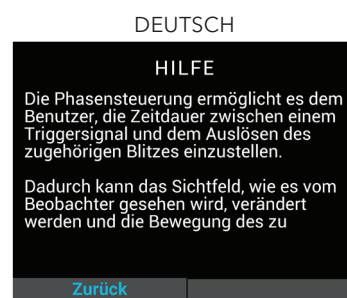 DEUTSCH
HILFE
Die Phasensteuerung ermöglicht es dem
Benutzer, die Zeitdauer zwischen einem
Triggersignal und dem Auslösen des
zugehörigen Blitzes einzustellen.
Dadurch kann das Sichtfeld, wie es vom
Beobachter gesehen wird, verändert
werden und die Bewegung des zu
Zurück